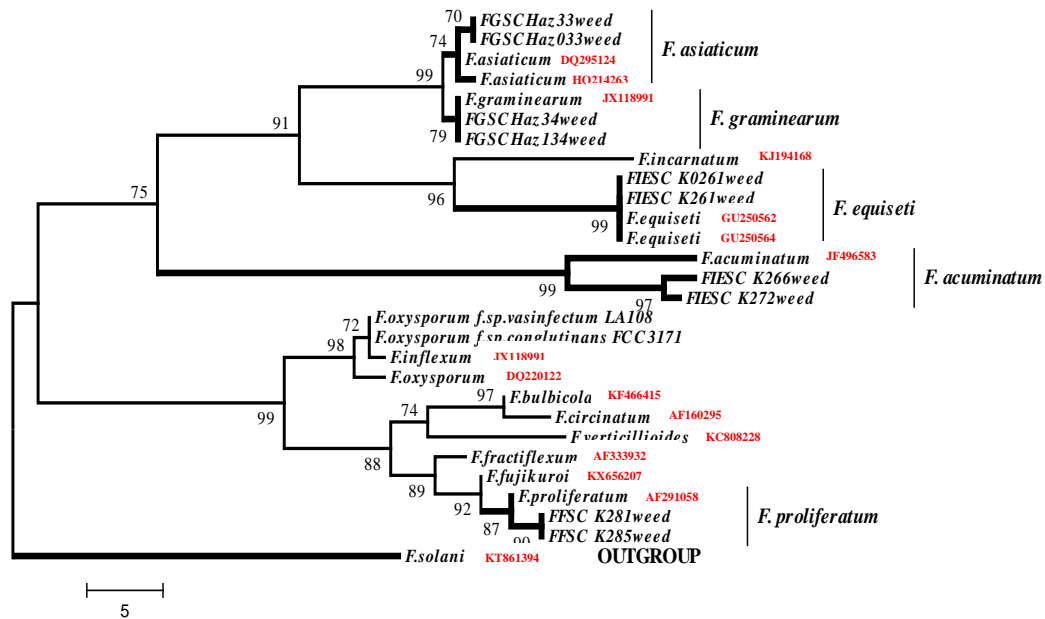 70
FGSCHaz33weed
FGSCHaz033weed
74
F.asiaticum DQ295124
F. asiaticum
99
F.asiaticum HQ214263
F.graminearum JX118991
91
FGSCHaz34weed
F. graminearum
79
FGSCHaz134weed
F.incarnatum KJ194168
75
96
FIESC K0261weed
FIESC K261weed
F. equiseti
99
F.equiseti GU250562
F.equiseti GU250564
F.acuminatum JF496583
99
FIESC K266weed
F. acuminatum
97
FIESC K272weed
F.oxysporum f.sp.vasinfectum LA108
72
F.oxysporum f.sp.conglutinans FCC3171
98
F.inflexum JX118991
F.oxysporum DQ220122
99
97
F.bulbicola KF466415
74
F.circinatum AF160295
F.verticillioides KC808228
88
F.fractiflexum AF333932
89
F.fujikuroi KX656207
92
F.proliferatum AF291058
87
FFSC K281weed
F. proliferatum
90
FFSC K285weed
F.solani KT861394 OUTGROUP
5